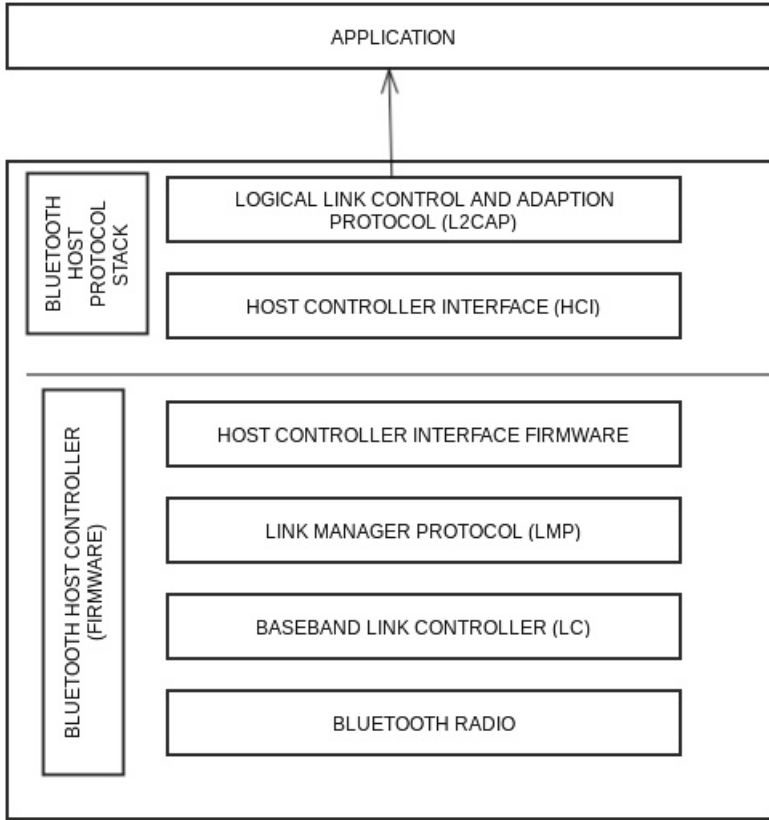 APPLICATION
BLUETOOTH
HOST
PROTOCOL
STACK
LOGICAL LINK CONTROL AND ADAPTION
PROTOCOL (L2CAP)
HOST CONTROLLER INTERFACE (HCI)
BLUETOOTH HOST CONTROLLER
(FIRMWARE)
HOST CONTROLLER INTERFACE FIRMWARE
LINK MANAGER PROTOCOL (LMP)
BASEBAND LINK CONTROLLER (LC)
BLUETOOTH RADIO